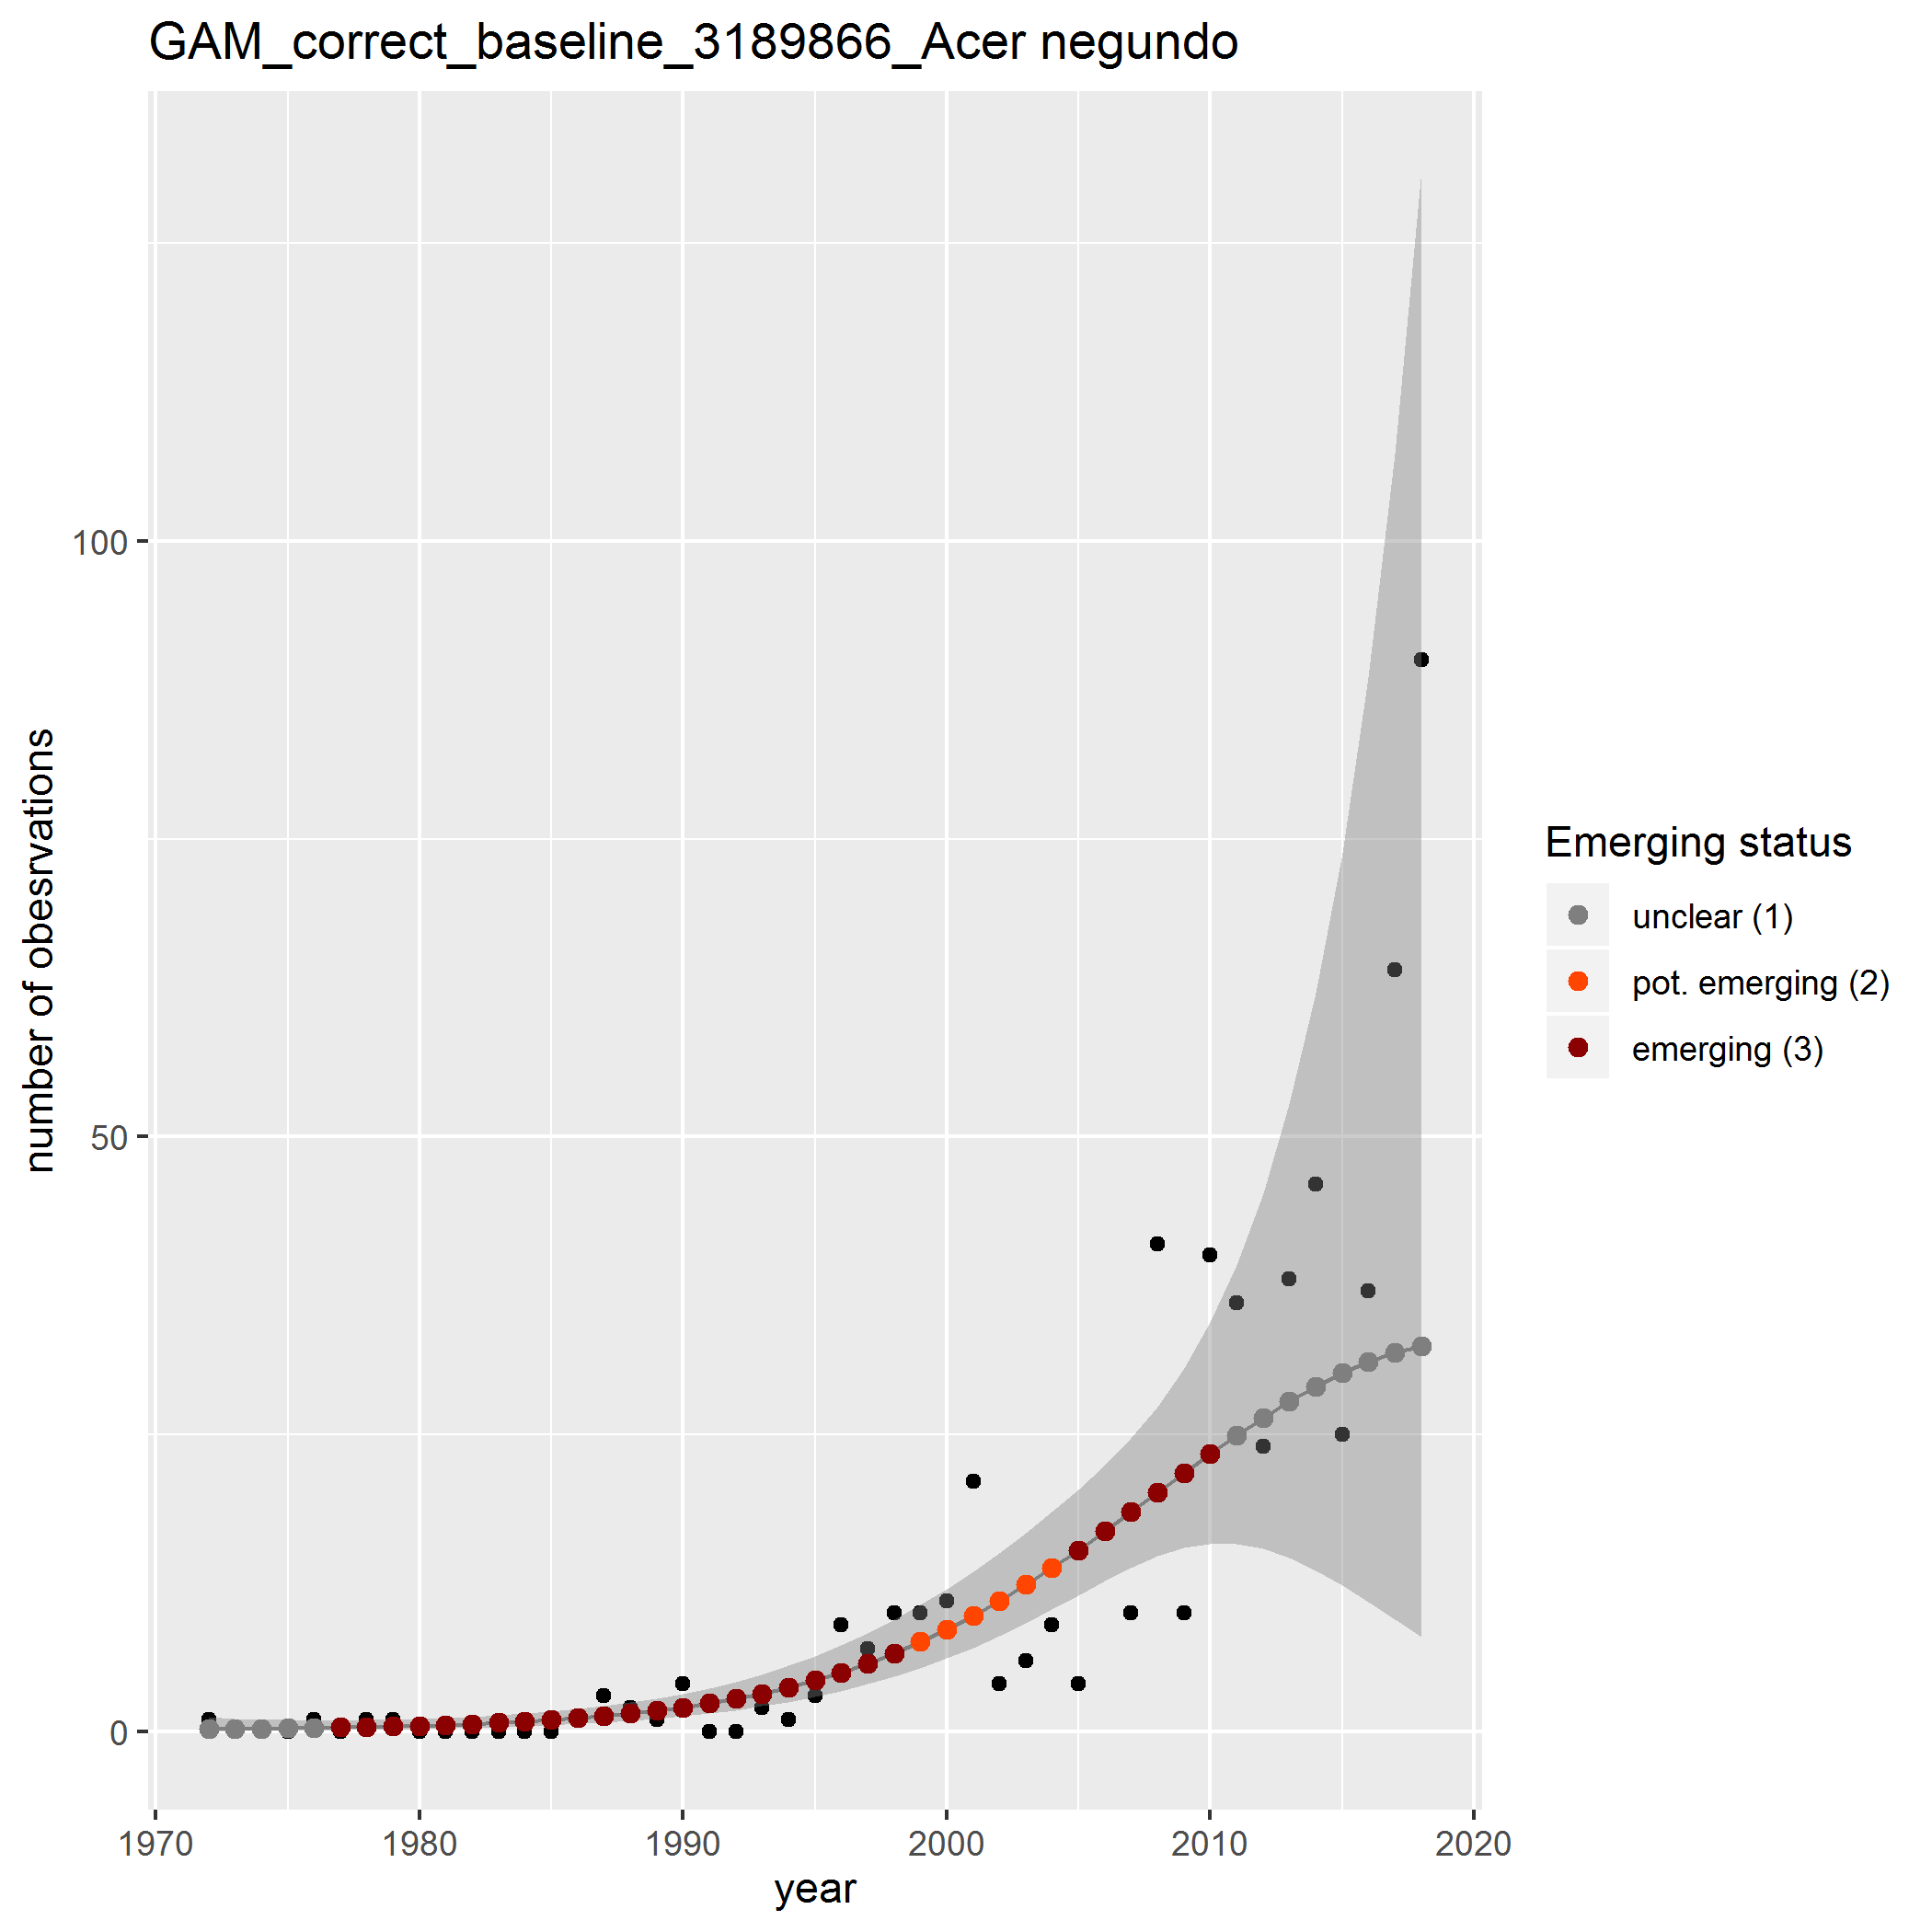 GAM_correct_baseline_3189866_Acer negundo
number of obesrvations
100
50
0
1970 1980 1990 2000 2010 2020
year
Emerging status
unclear (1)
pot. emerging (2)
emerging (3)